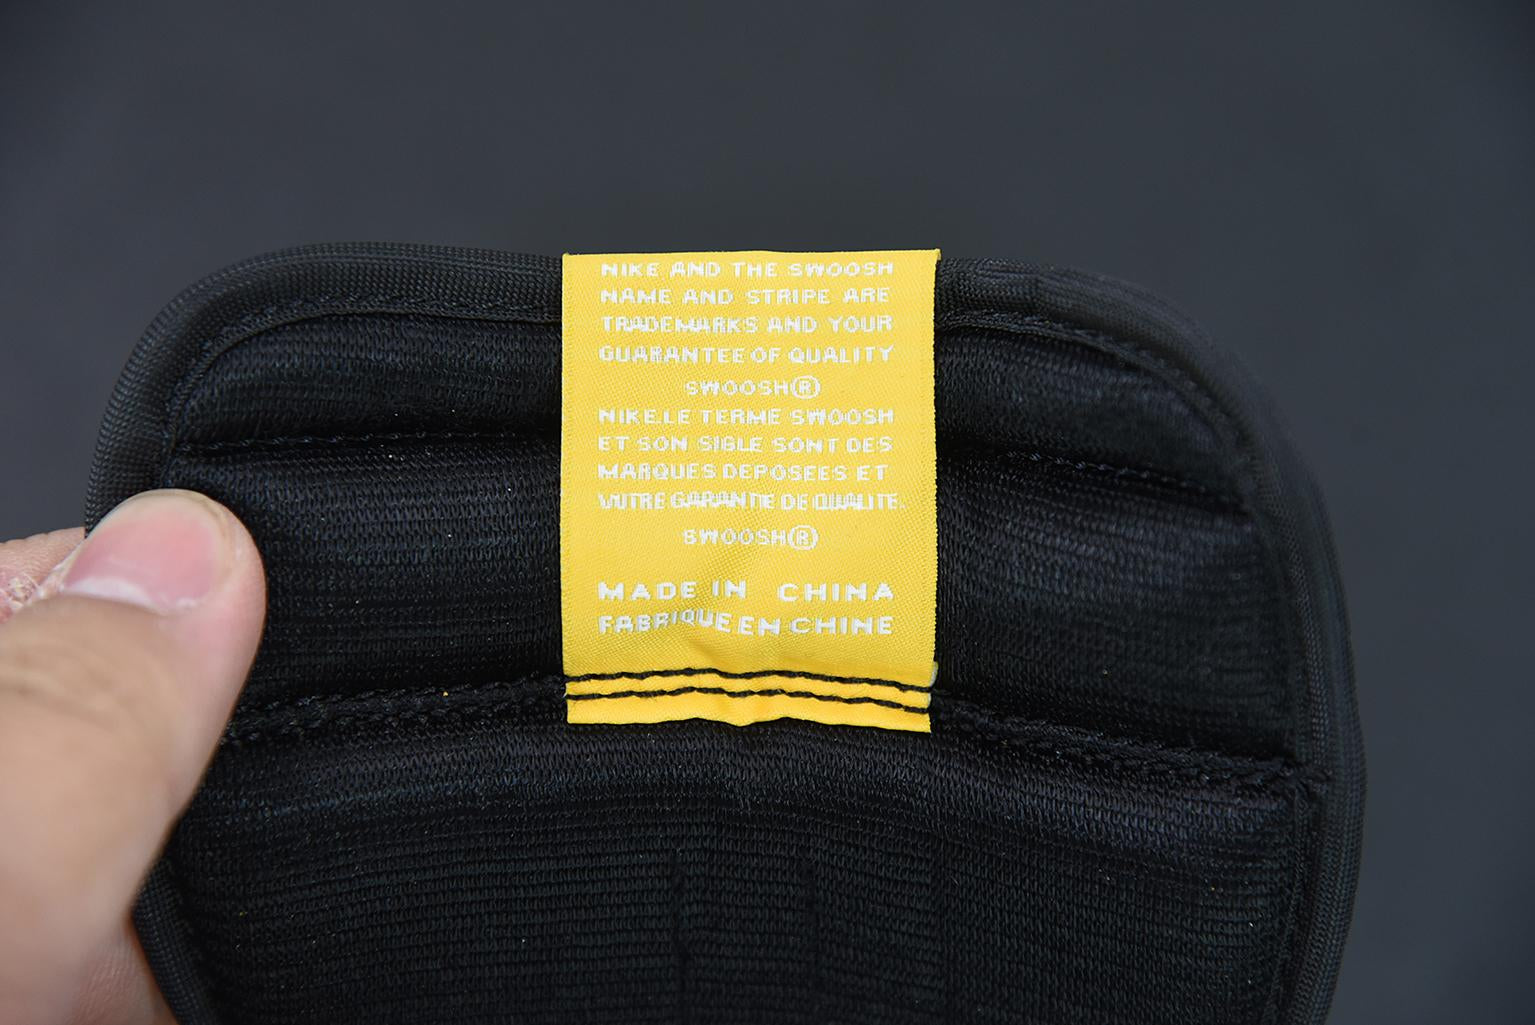 NIKE AND THE SWOOSH
NAME AND STRIPE ARE
TRADEMARKS AND YOUR
GUARANTEE OF QUALITY
SWOOSH®
NIKE.LE TERME SWOOSH
ET SON SIBLE SONT DES
MARQUES DEPOSEES ET
VOTRE GARANTIE DE QUALITE.
SWOOSH®
MADE IN CHINA
FABRIQUE EN CHINE